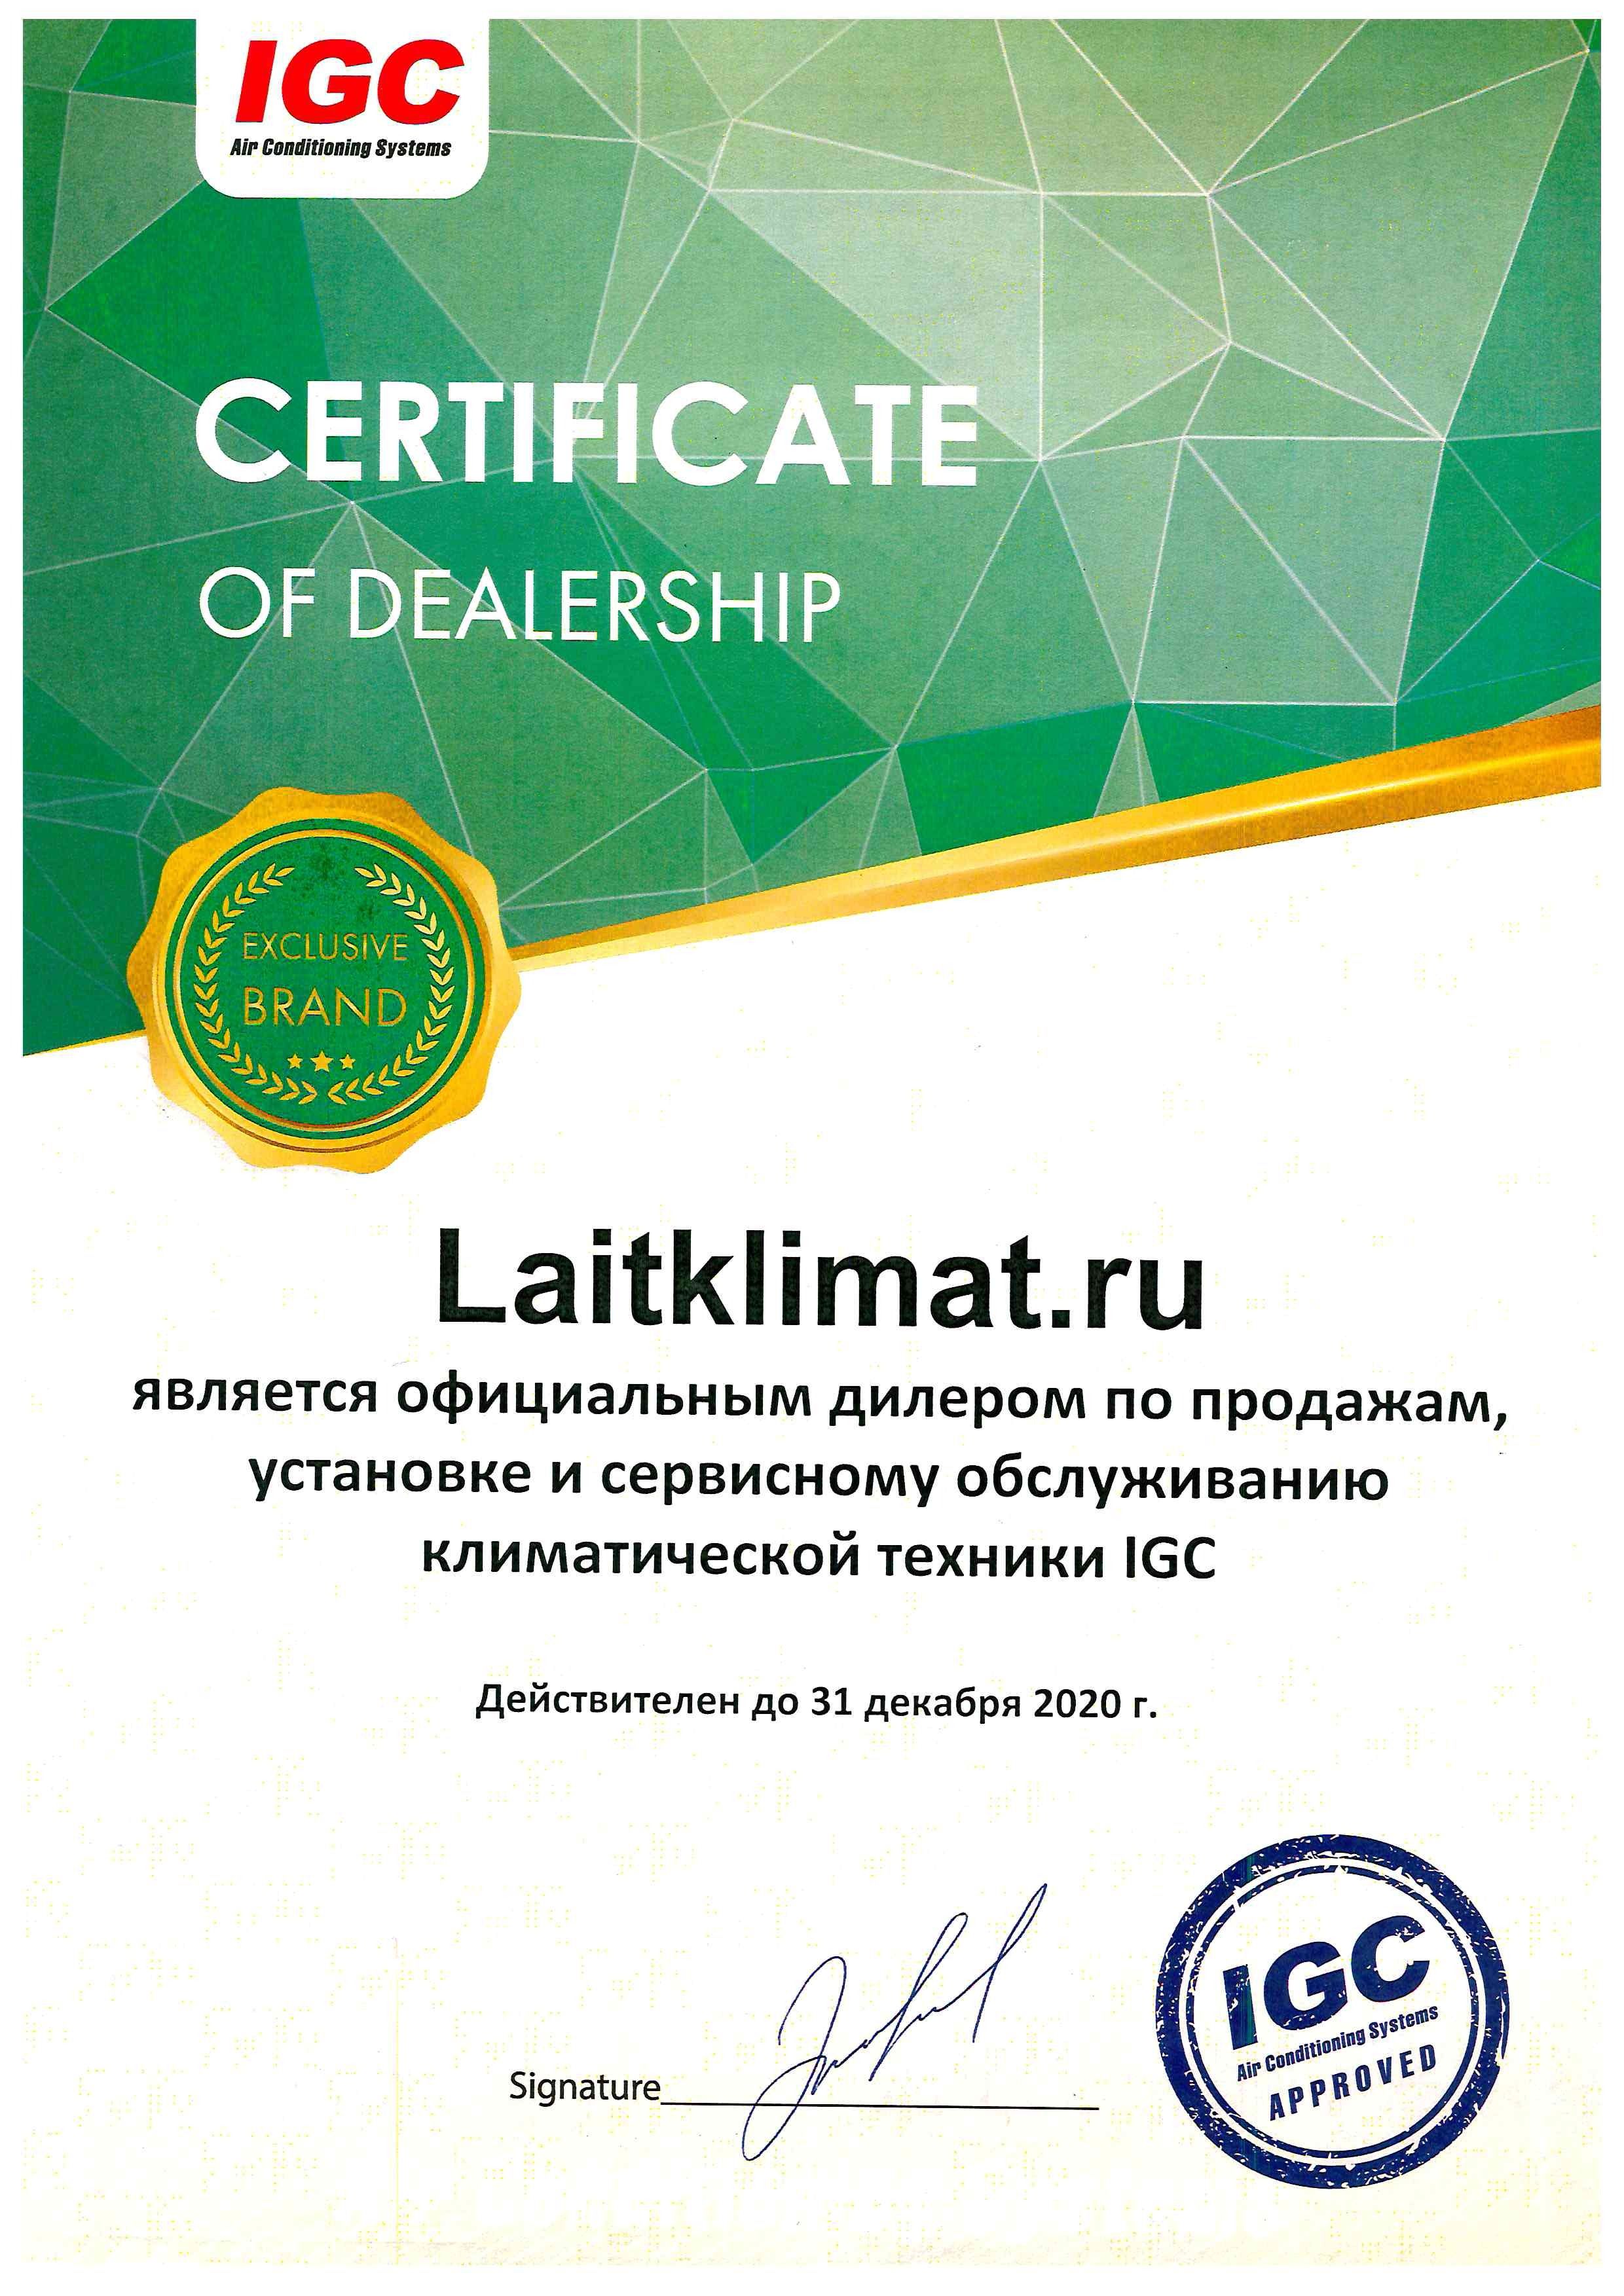 IGC
Air Conditioning Systems
CERTIFICATE
OF DEALERSHIP
EXCLUSIVE
BRAND
Laitklimat.ru
является официальным дилером по продажам,
установке и сервисному обслуживанию
климатической техники IGC
Действителен до 31 декабря 2020 г.
Signature
IGC
Air Conditioning Systems
APPROVED